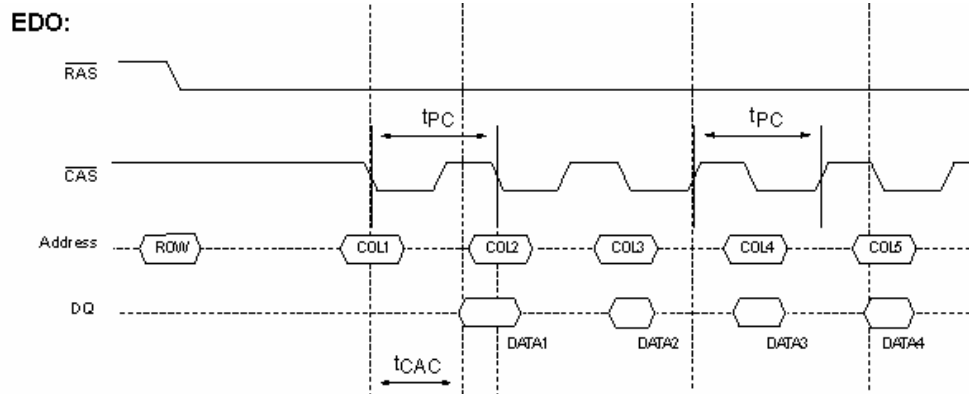 EDO:
RAS
tPC
tPC
CAS
Address
ROW
COL1
COL2
COL3
COL4
COL5
DQ
DATA1
DATA2
DATA3
DATA4
tCAC